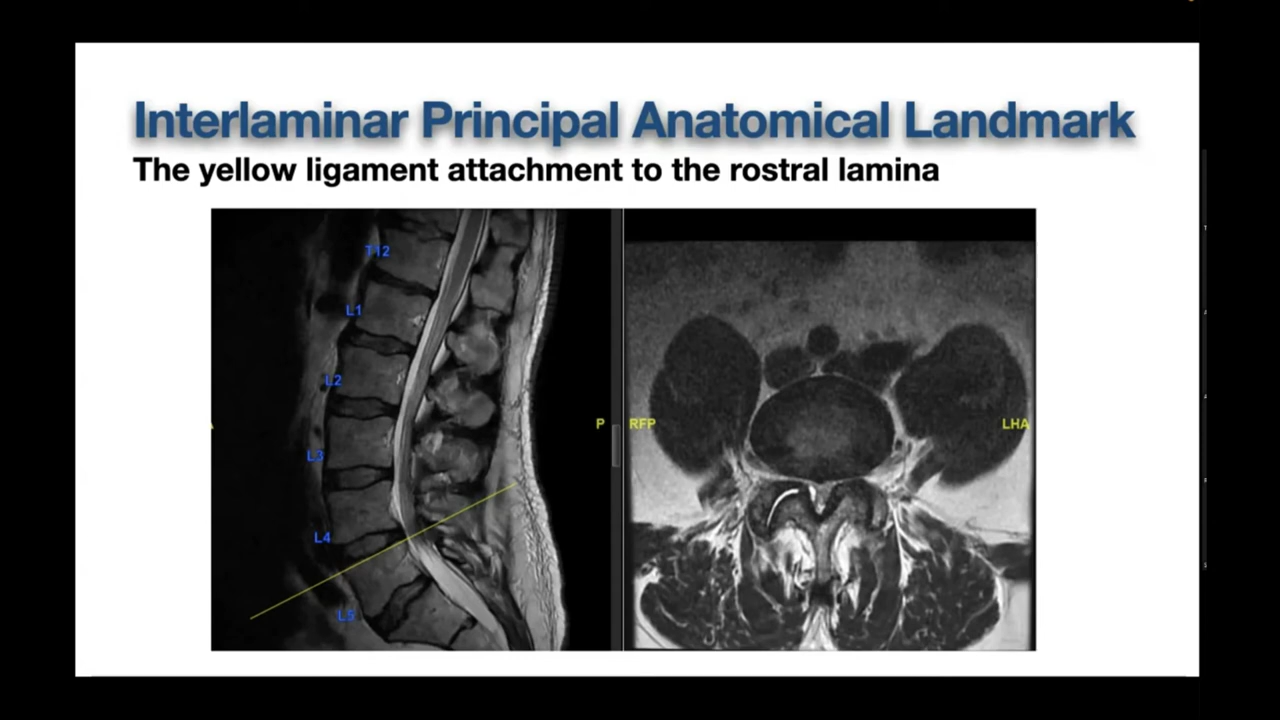 Interlaminar Principal Anatomical Landmark
The yellow ligament attachment to the rostral lamina
T12
L1
L2
L3
L4
L5
P
RFP
LHA